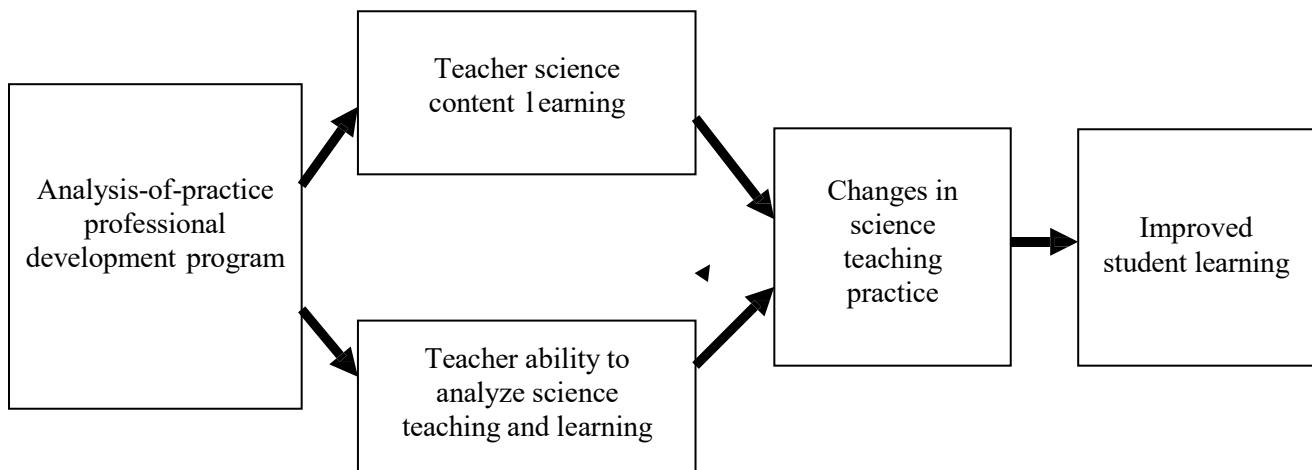 Analysis-of-practice
professional
development program
Teacher science
content learning
Teacher ability to
analyze science
teaching and learning
Changes in
science
teaching
practice
Improved
student learning